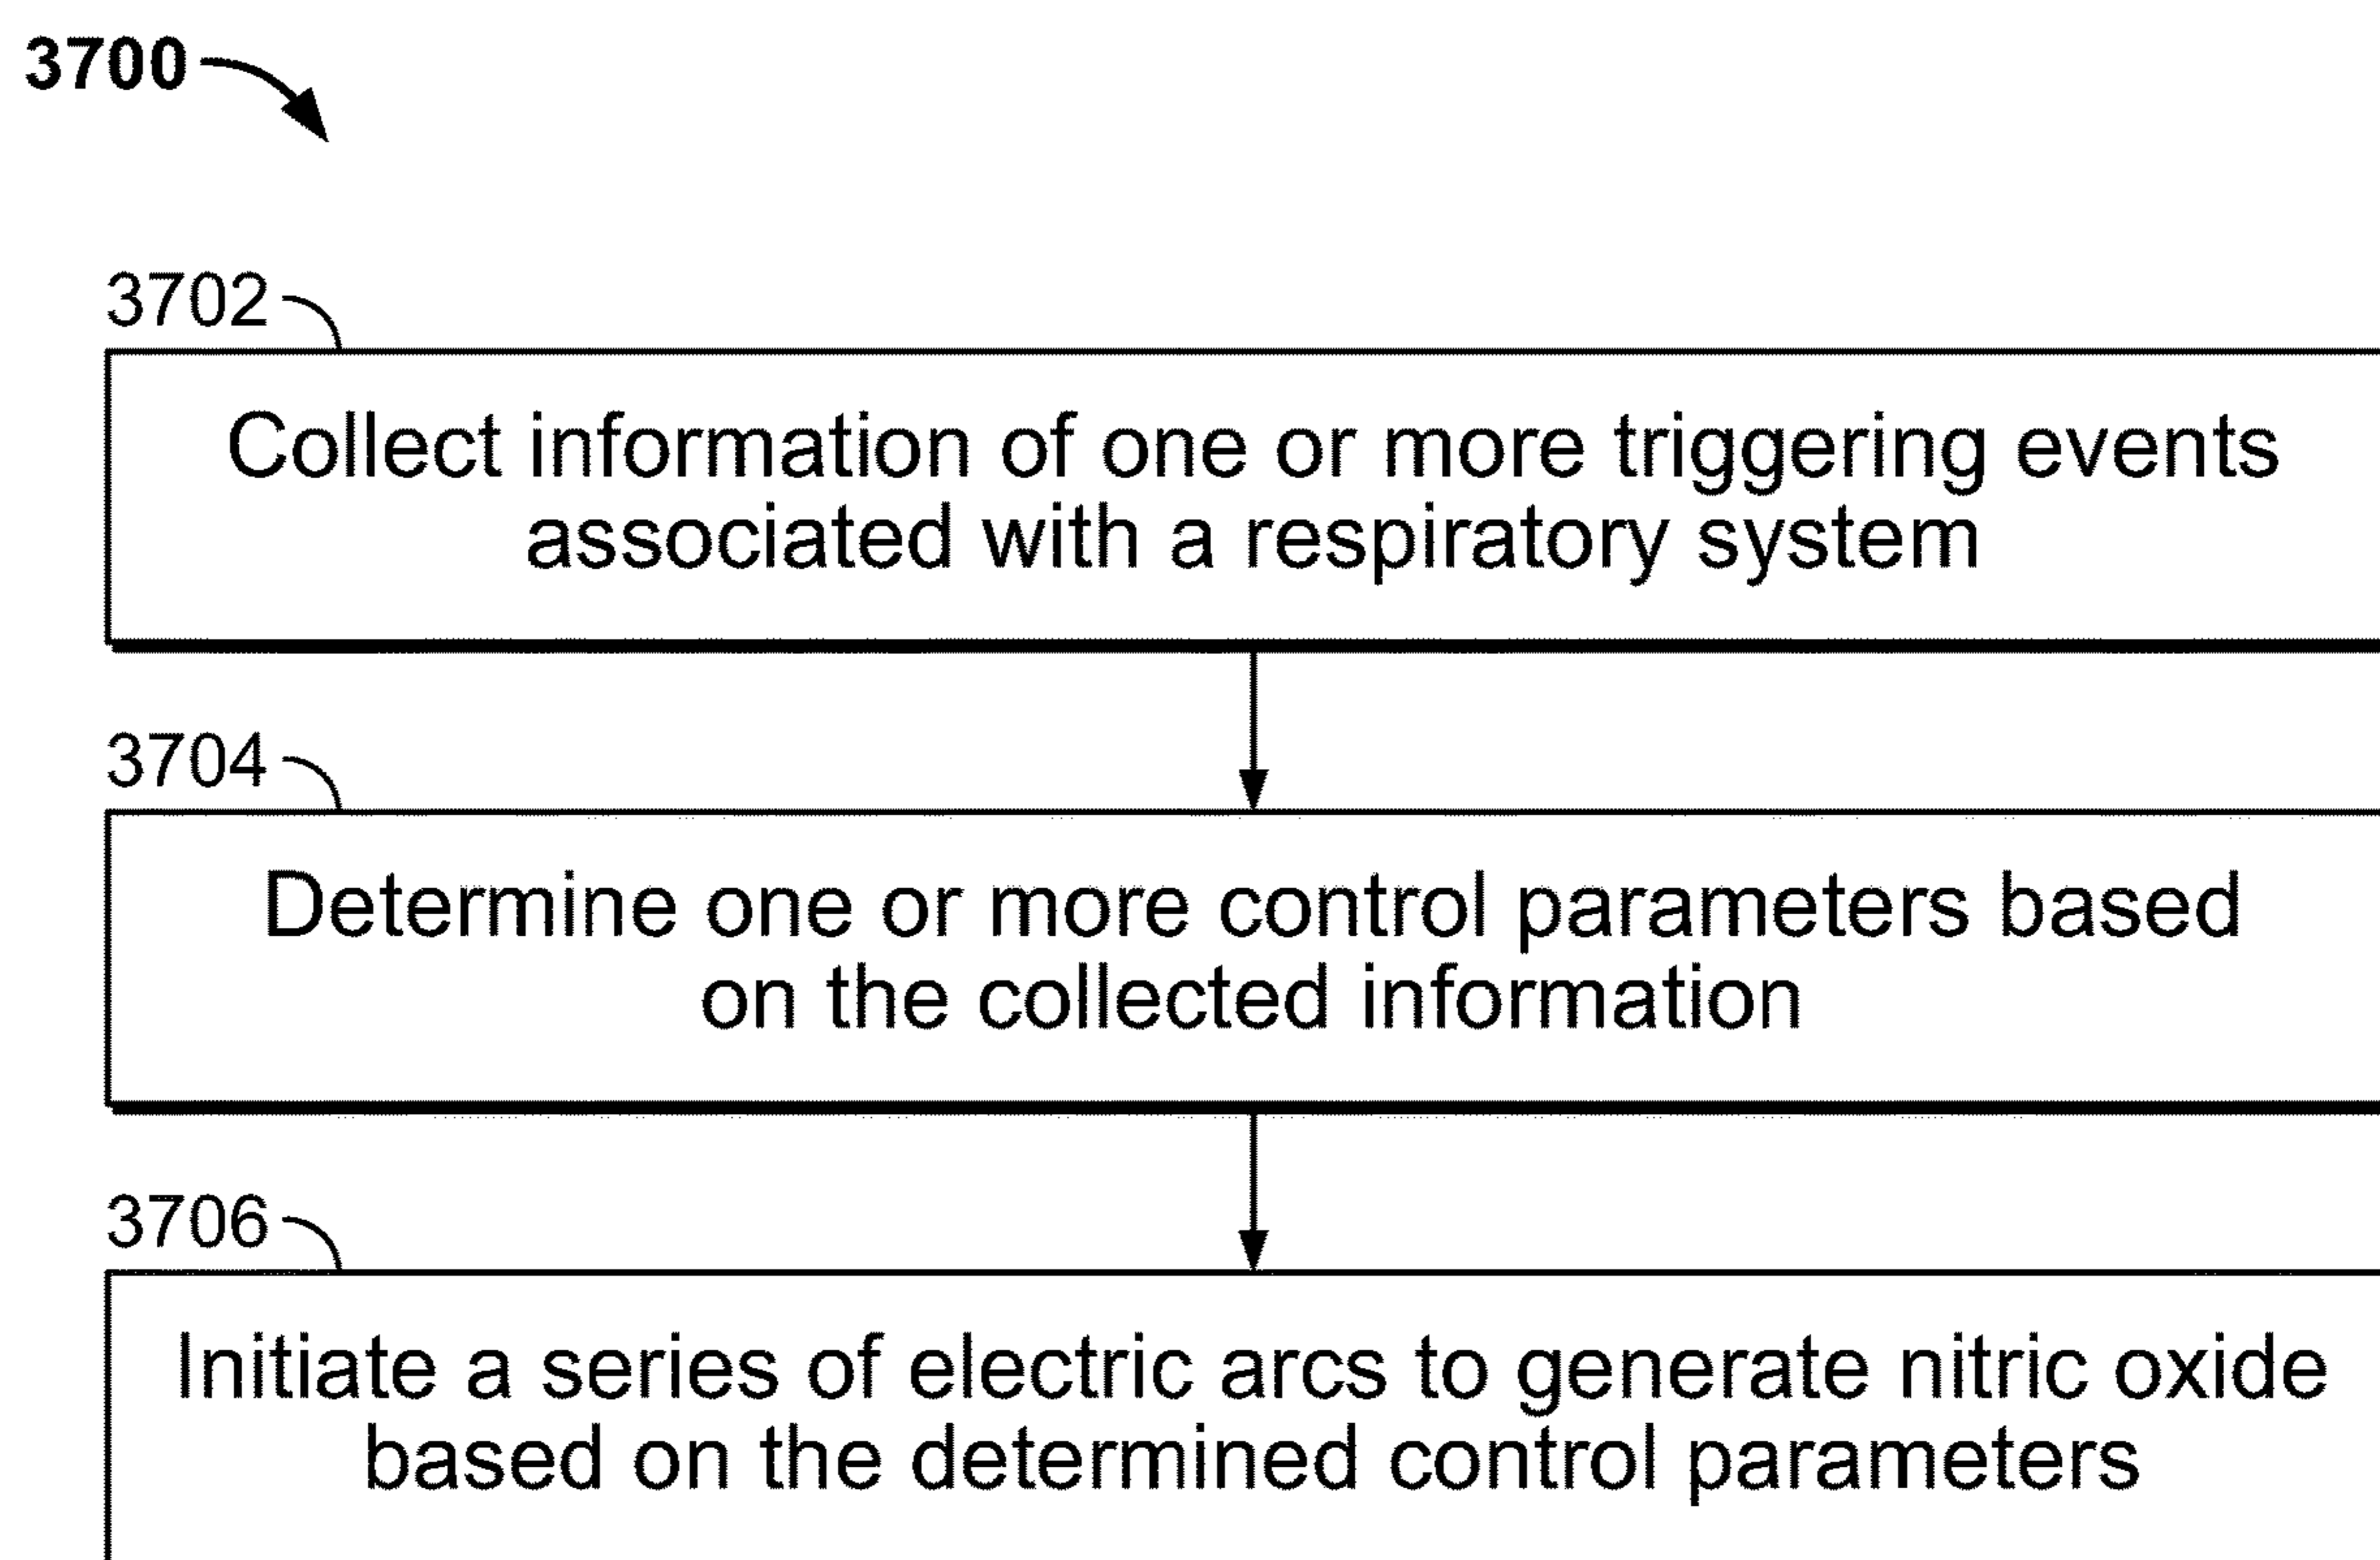 3700
3702
Collect information of one or more triggering events
associated with a respiratory system
3704
Determine one or more control parameters based
on the collected information
3706
Initiate a series of electric arcs to generate nitric oxide
based on the determined control parameters